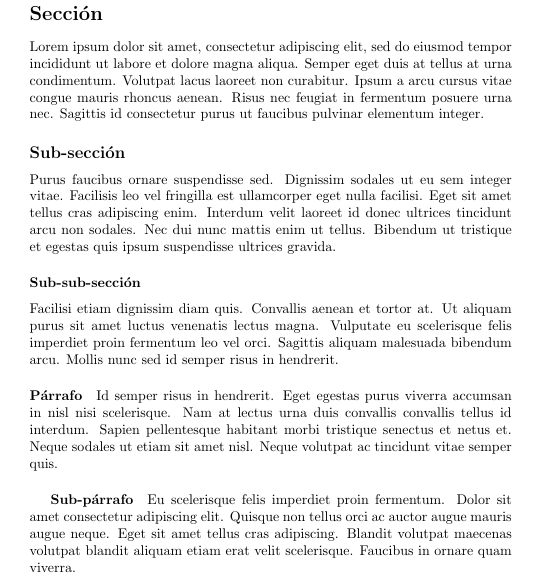 Sección
Lorem ipsum dolor sit amet, consectetur adipiscing elit, sed do eiusmod tempor
incididunt ut labore et dolore magna aliqua. Semper eget duis at tellus at urna
condimentum. Volutpat lacus laoreet non curabitur. Ipsum a arcu cursus vitae
congue mauris rhoncus aenean. Risus nec feugiat in fermentum posuere urna
nec. Sagittis id consectetur purus ut faucibus pulvinar elementum integer.
Sub-sección
Purus faucibus ornare suspendisse sed. Dignissim sodales ut eu sem integer
vitae. Facilisis leo vel fringilla est ullamcorper eget nulla facilisi. Eget sit amet
tellus cras adipiscing enim. Interdum velit laoreet id donec ultrices tincidunt
arcu non sodales. Nec dui nunc mattis enim ut tellus. Bibendum ut tristique
et egestas quis ipsum suspendisse ultrices gravida.
Sub-sub-sección
Facilisi etiam dignissim diam quis. Convallis aenean et tortor at. Ut aliquam
purus sit amet luctus venenatis lectus magna. Vulputate eu scelerisque felis
imperdiet proin fermentum leo vel orci. Sagittis aliquam malesuada bibendum
arcu. Mollis nunc sed id semper risus in hendrerit.
Párrafo Id semper risus in hendrerit. Eget egestas purus viverra accumsan
in nisl nisi scelerisque. Nam at lectus urna duis convallis convallis tellus id
interdum. Sapien pellentesque habitant morbi tristique senectus et netus et.
Neque sodales ut etiam sit amet nisl. Neque volutpat ac tincidunt vitae semper
quis.
Sub-párrafo Eu scelerisque felis imperdiet proin fermentum. Dolor sit
amet consectetur adipiscing elit. Quisque non tellus orci ac auctor augue mauris
augue neque. Eget sit amet tellus cras adipiscing. Blandit volutpat maecenas
volutpat blandit aliquam etiam erat velit scelerisque. Faucibus in ornare quam
viverra.